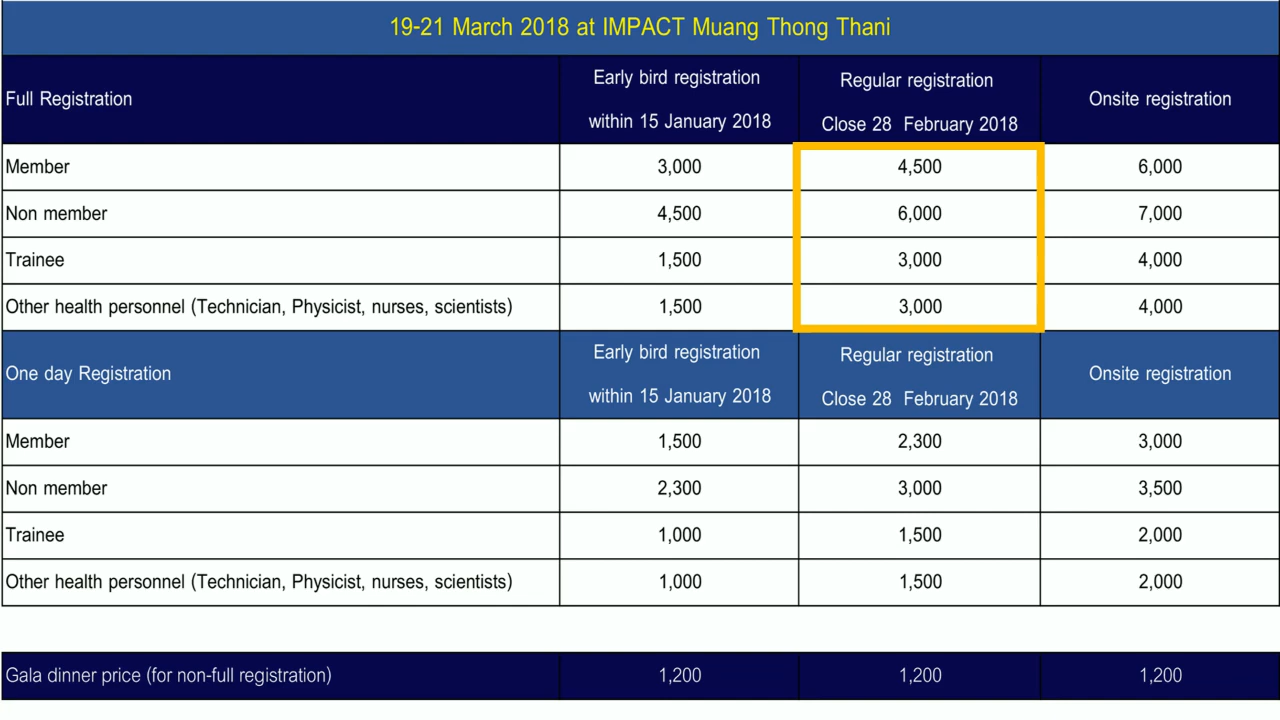 19-21 March 2018 at IMPACT Muang Thong Thani
Full Registration
Early bird registration
within 15 January 2018
Regular registration
Close 28 February 2018
Onsite registration
Member 3,000 4,500 6,000
Non member 4,500 6,000 7,000
Trainee 1,500 3,000 4,000
Other health personnel (Technician, Physicist, nurses, scientists) 1,500 3,000 4,000
One day Registration
Early bird registration
within 15 January 2018
Regular registration
Close 28 February 2018
Onsite registration
Member 1,500 2,300 3,000
Non member 2,300 3,000 3,500
Trainee 1,000 1,500 2,000
Other health personnel (Technician, Physicist, nurses, scientists) 1,000 1,500 2,000
Gala dinner price (for non-full registration) 1,200 1,200 1,200